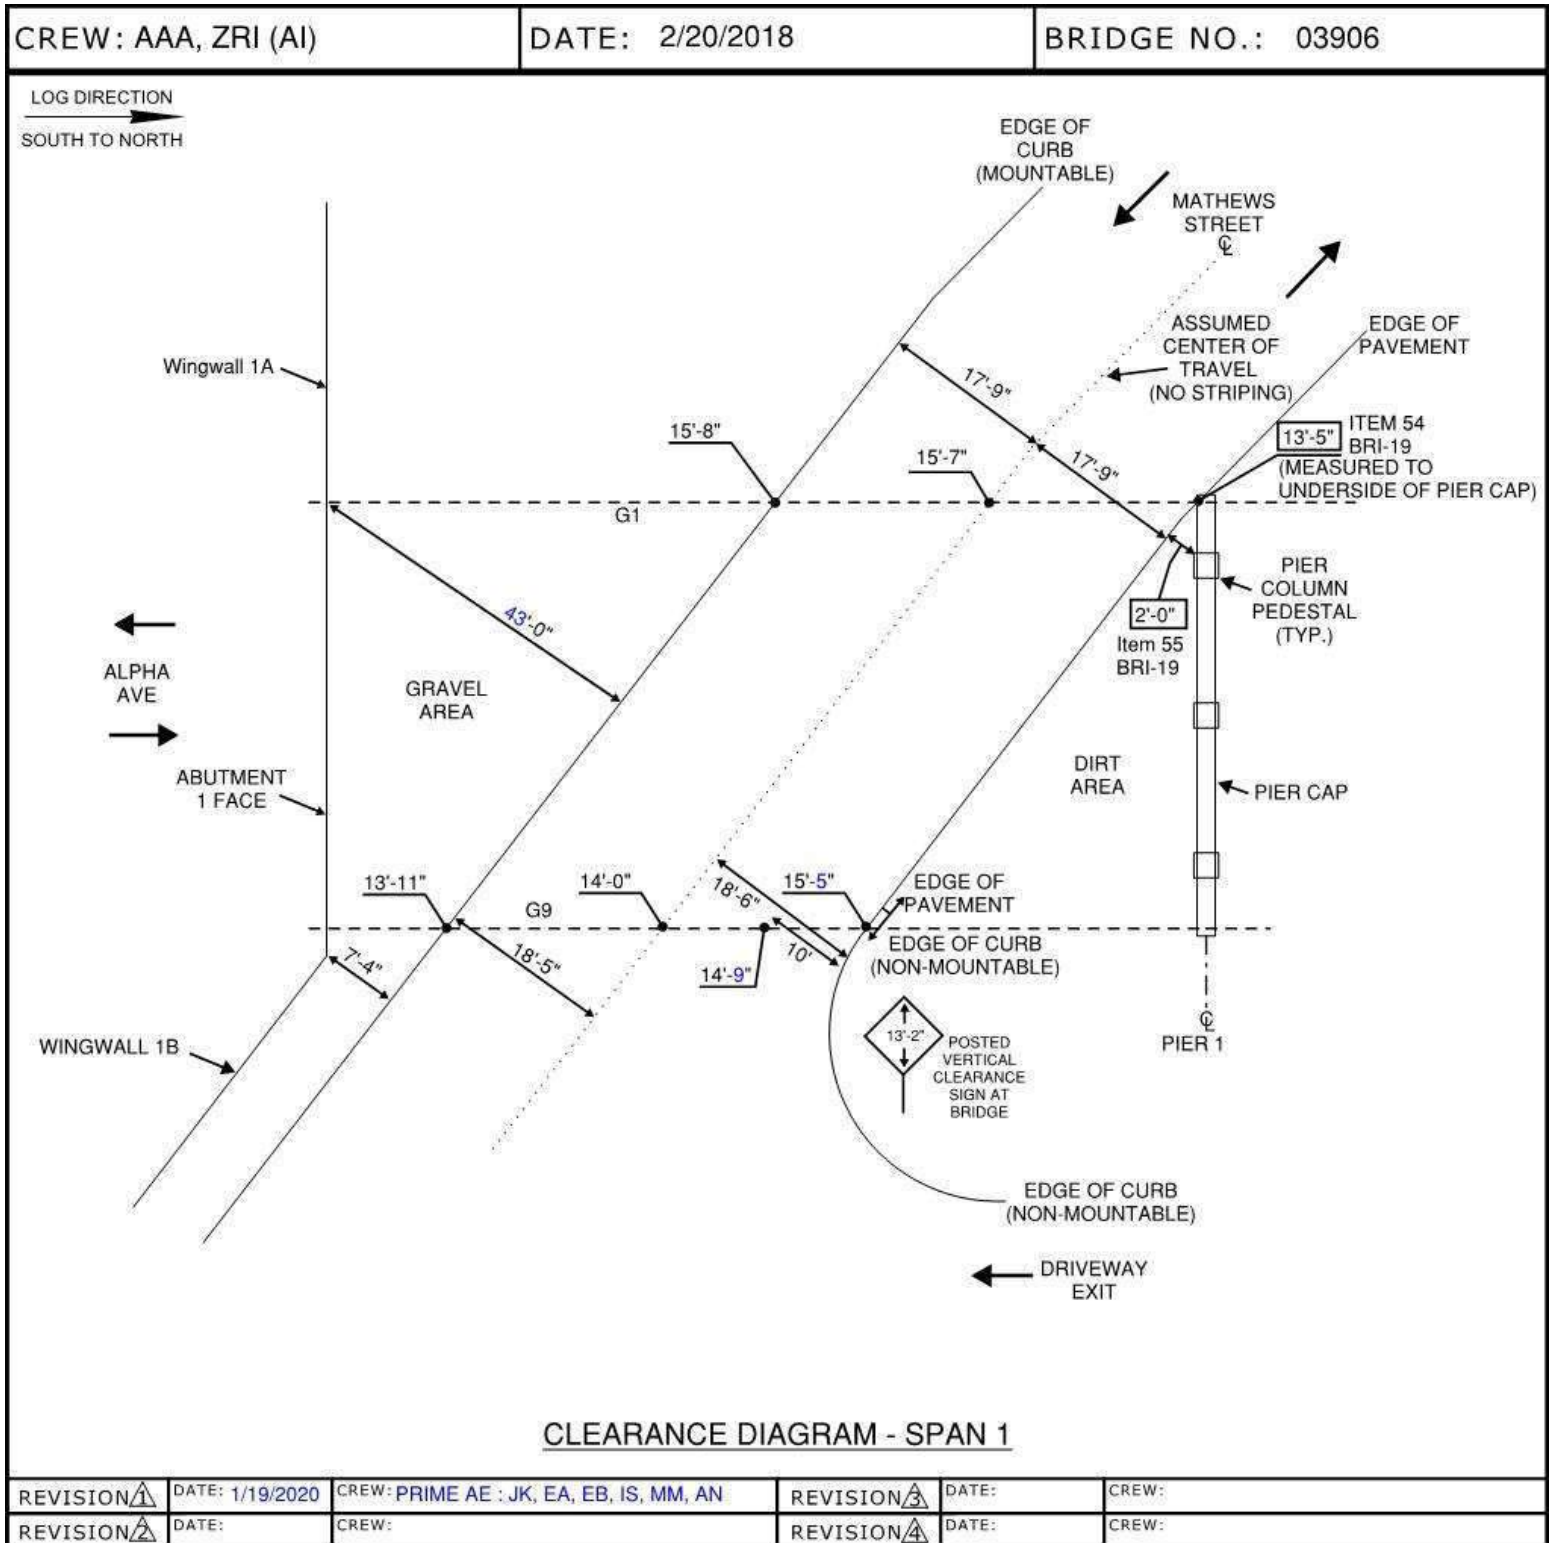 CREW: AAA, ZRI (AI)
DATE: 2/20/2018
BRIDGE NO.: 03906
LOG DIRECTION
SOUTH TO NORTH
EDGE OF
CURB
(MOUNTABLE)
MATHEWS
STREET
℄
ASSUMED
CENTER OF
TRAVEL
(NO STRIPING)
EDGE OF
PAVEMENT
Wingwall 1A
17'-9"
17'-9"
15'-8"
15'-7"
13'-5"
ITEM 54
BRI-19
(MEASURED TO
UNDERSIDE OF PIER CAP)
G1
PIER
COLUMN
PEDESTAL
(TYP.)
2'-0"
Item 55
BRI-19
43'-0"
ALPHA
AVE
GRAVEL
AREA
DIRT
AREA
ABUTMENT
1 FACE
PIER CAP
13'-11"
14'-0"
18'-6"
15'-5"
EDGE OF
PAVEMENT
G9
7'-4"
18'-5"
14'-9"
10'
EDGE OF CURB
(NON-MOUNTABLE)
WINGWALL 1B
13'-2"
POSTED
VERTICAL
CLEARANCE
SIGN AT
BRIDGE
℄
PIER 1
EDGE OF CURB
(NON-MOUNTABLE)
DRIVEWAY
EXIT
CLEARANCE DIAGRAM - SPAN 1
REVISION 1 DATE: 1/19/2020 CREW: PRIME AE : JK, EA, EB, IS, MM, AN
REVISION 3 DATE: CREW:
REVISION 2 DATE: CREW:
REVISION 4 DATE: CREW: